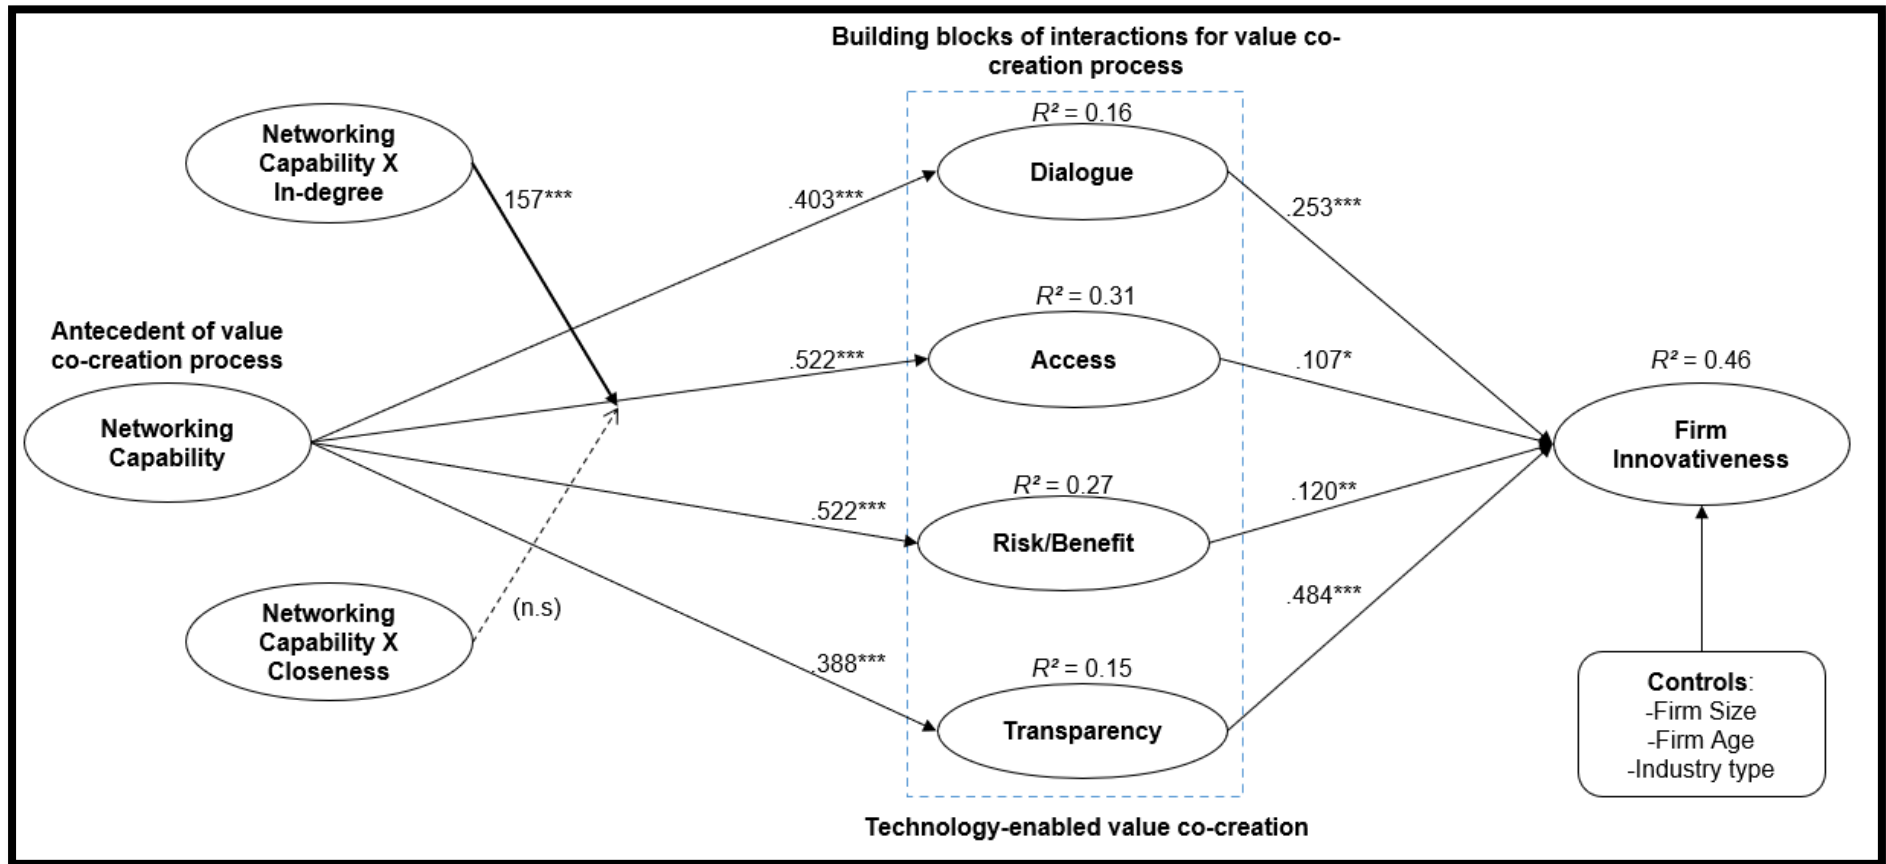 Building blocks of interactions for value co-
creation process
R² = 0.16
Networking
Capability X
In-degree
Dialogue
157***
.403***
.253***
R² = 0.31
Antecedent of value
co-creation process
.522***
Access
.107*
R² = 0.46
Networking
Capability
Firm
Innovativeness
R² = 0.27
.522***
.120**
Risk/Benefit
Networking
Capability X
Closeness
(n.s)
.484***
.388***
R² = 0.15
Transparency
Controls:
-Firm Size
-Firm Age
-Industry type
Technology-enabled value co-creation